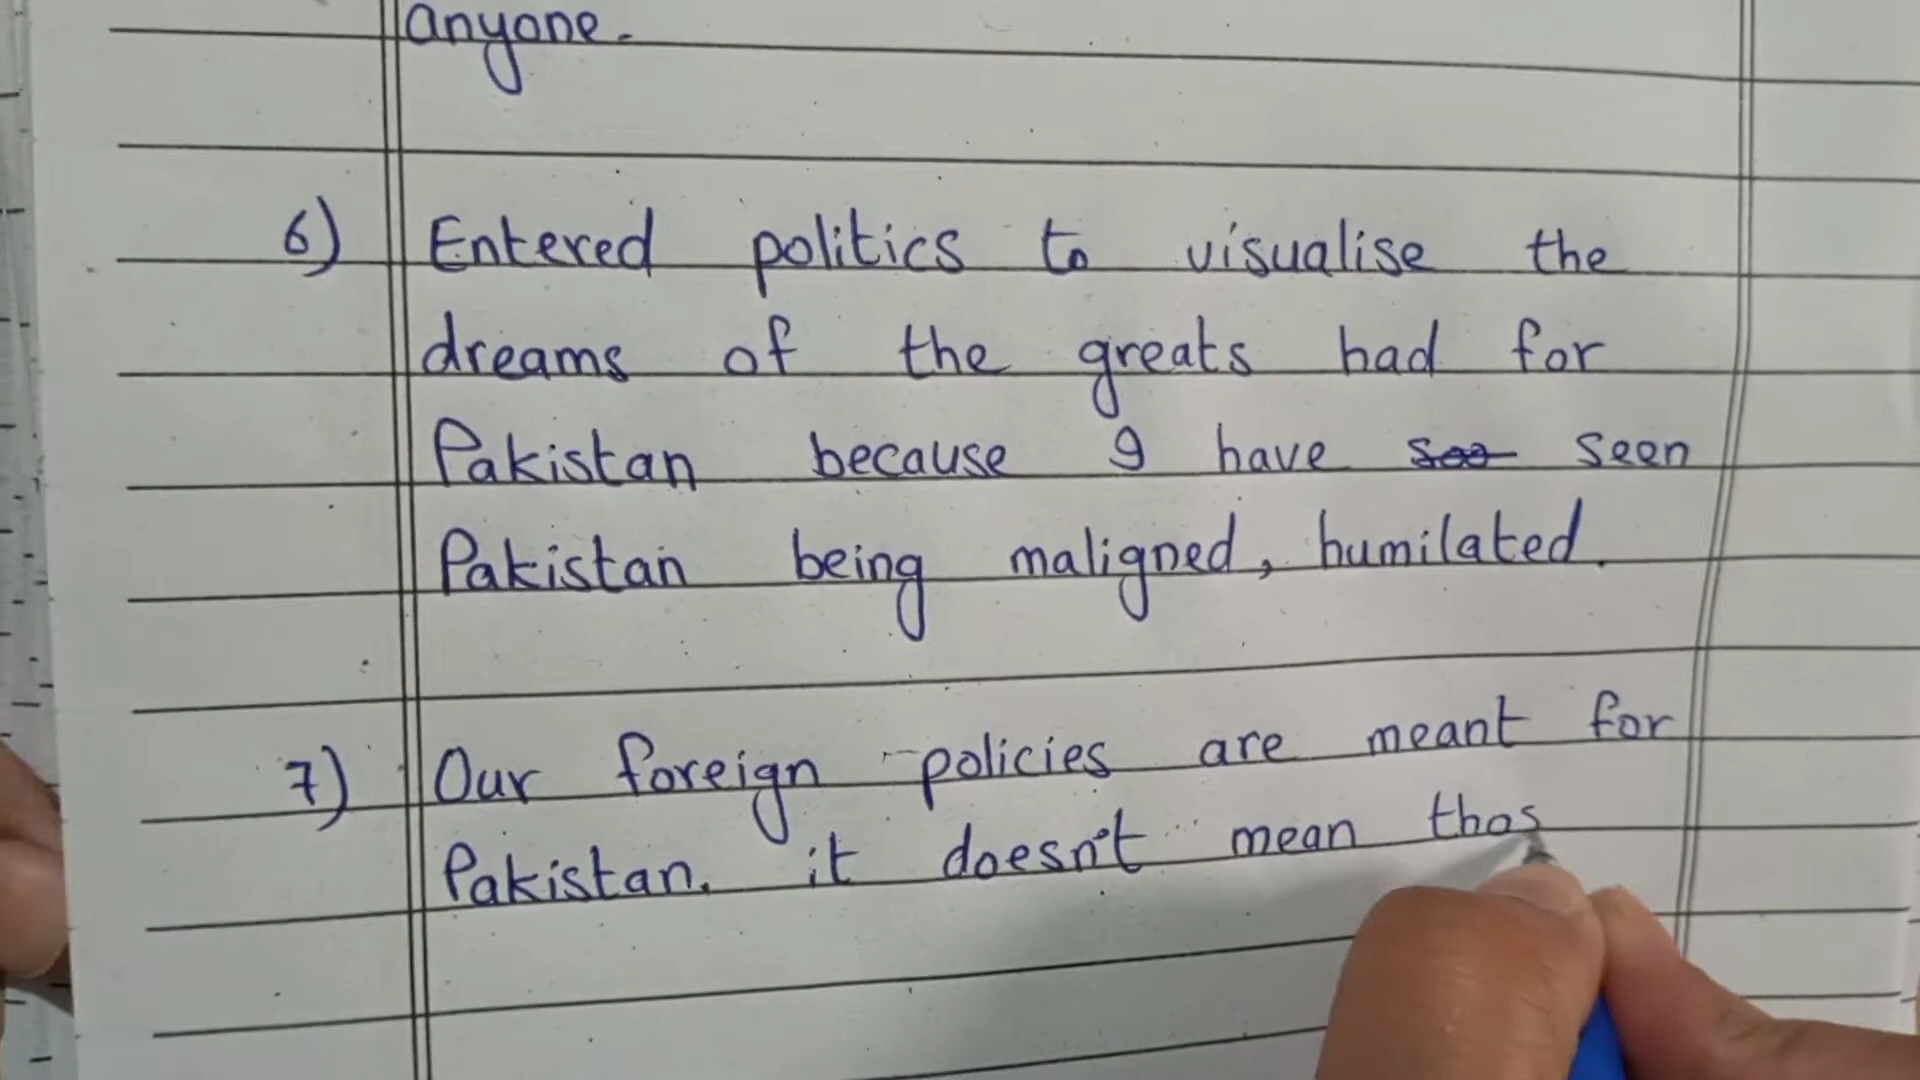 anyone.
6) Entered politics to visualise the
dreams of the greats had for
Pakistan because I have seen
Pakistan being maligned, humilated.
7) Our foreign policies are meant for
Pakistan. it doesn't mean thos